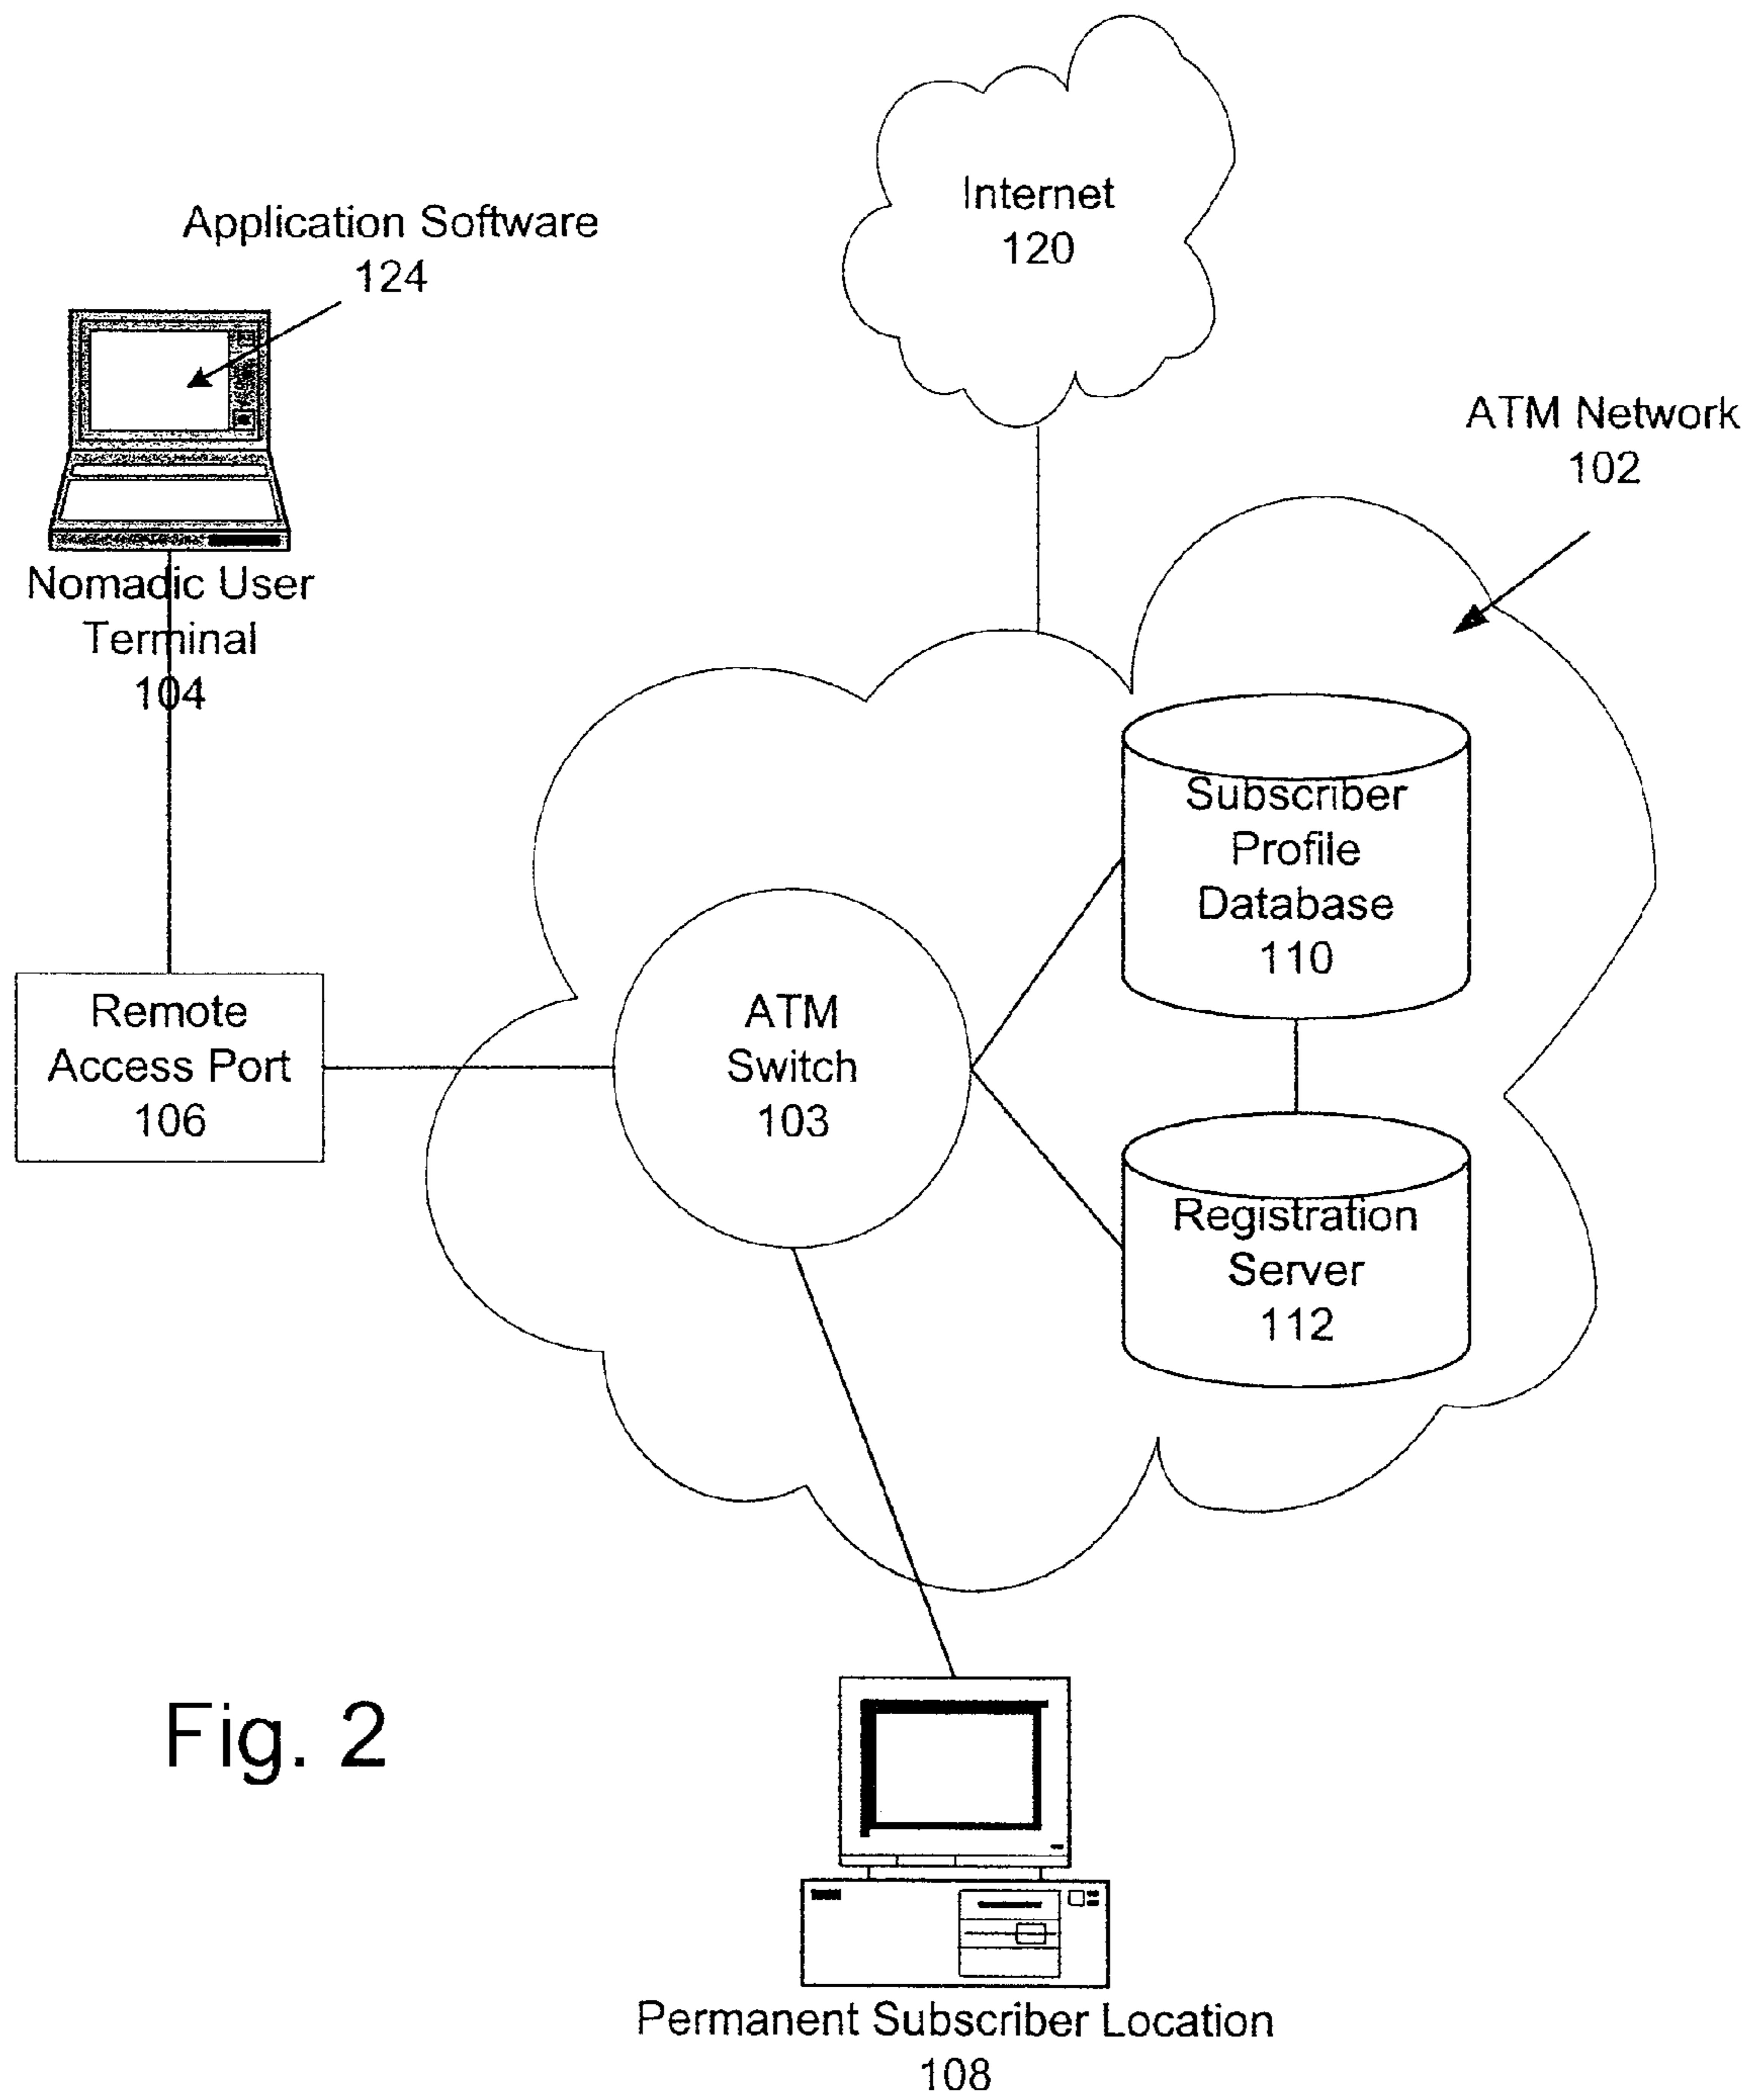 Internet
120
Application Software
124
ATM Network
102
Nomadic User
Terminal
104
Subscriber
Profile
Database
110
Remote
Access Port
106
ATM
Switch
103
Registration
Server
112
Fig. 2
Permanent Subscriber Location
108